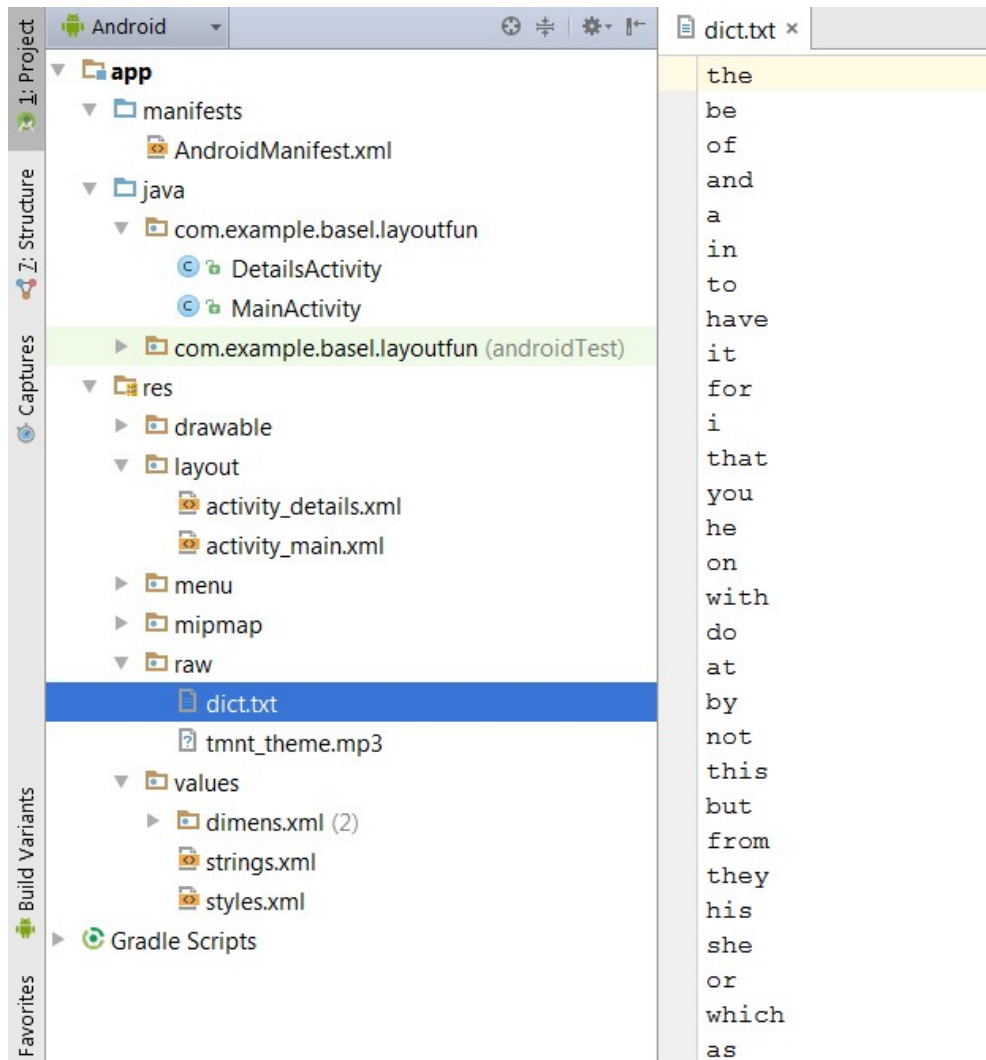 1: Project
7: Structure
Captures
Build Variants
Favorites
Android
app
manifests
AndroidManifest.xml
java
com.example.basel.layoutfun
DetailsActivity
MainActivity
com.example.basel.layoutfun (androidTest)
res
drawable
layout
activity_details.xml
activity_main.xml
menu
mipmap
raw
dict.txt
tmnt_theme.mp3
values
dimens.xml (2)
strings.xml
styles.xml
Gradle Scripts
dict.txt
the
be
of
and
a
in
to
have
it
for
i
that
you
he
on
with
do
at
by
not
this
but
from
they
his
she
or
which
as